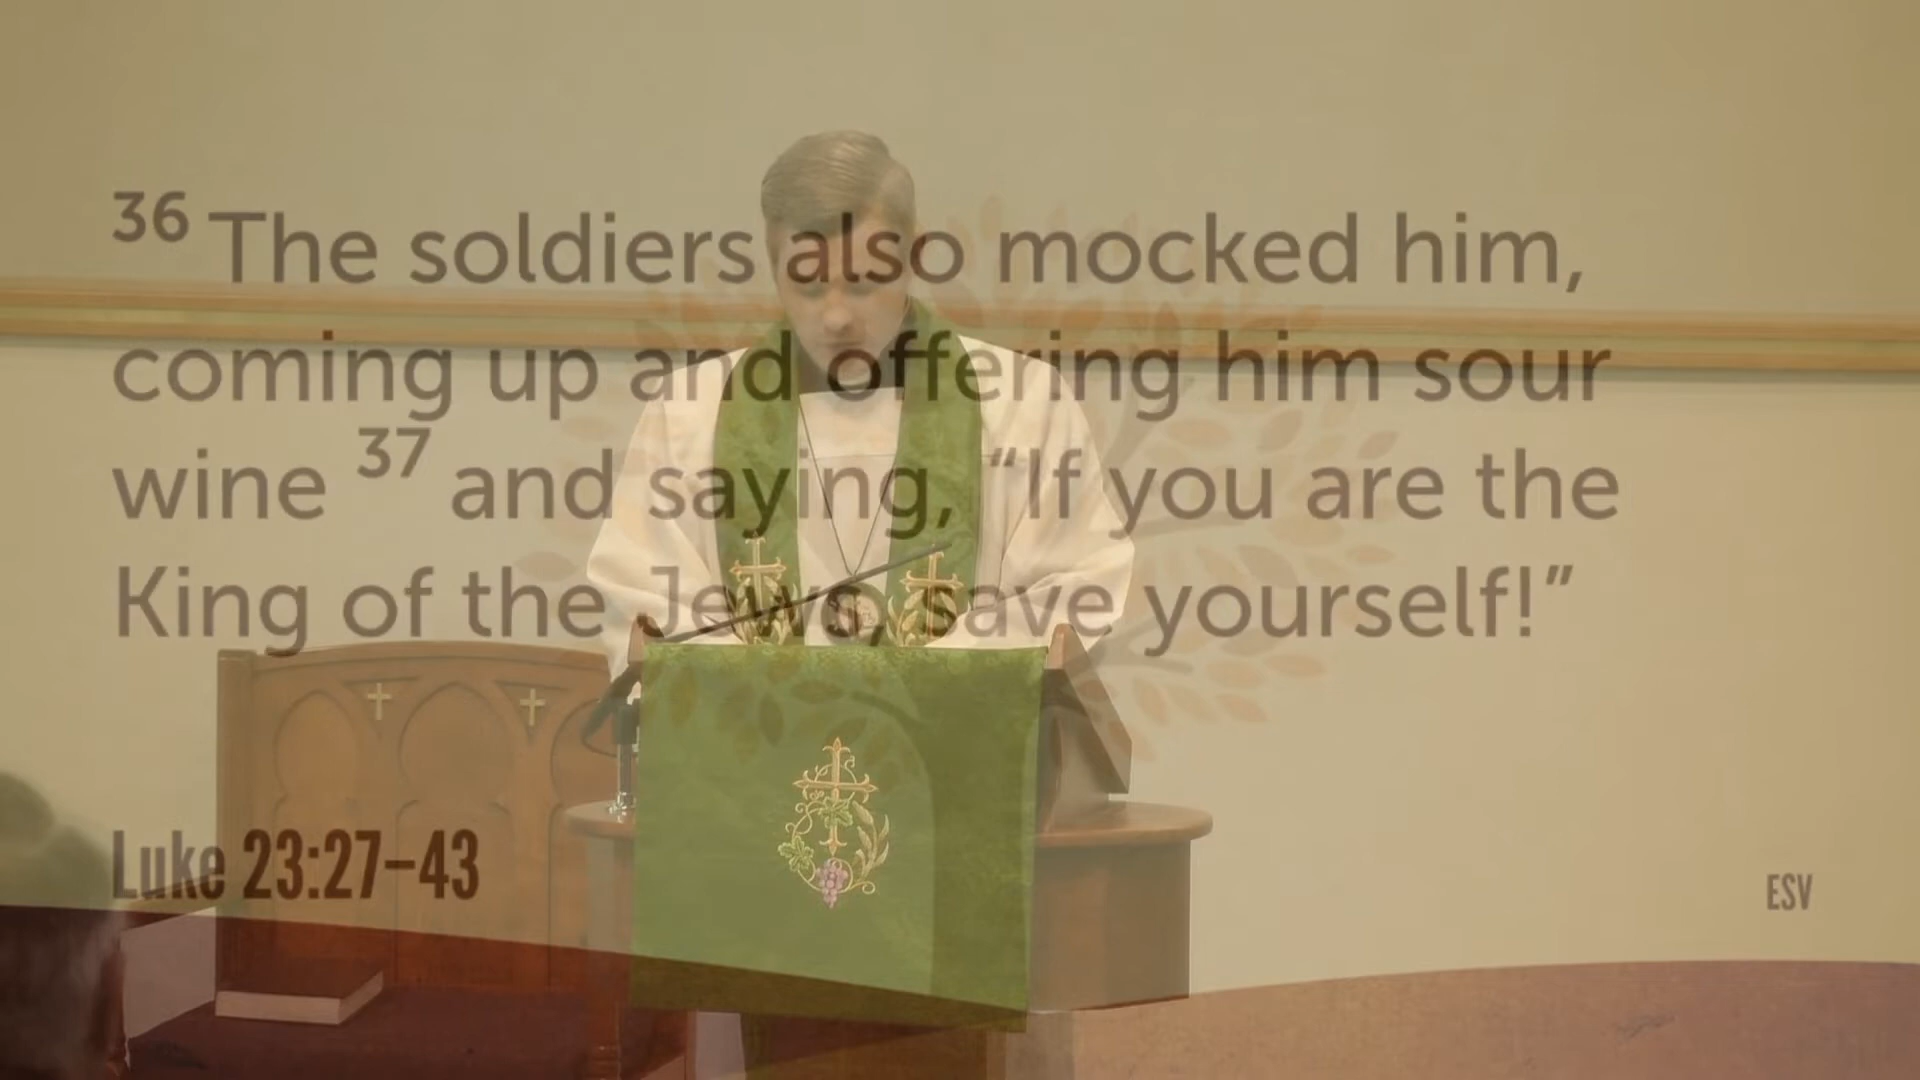 36 The soldiers also mocked him,
coming up and offering him sour
wine 37 and saying, “If you are the
King of the Jews, save yourself!”
Luke 23:27–43
ESV